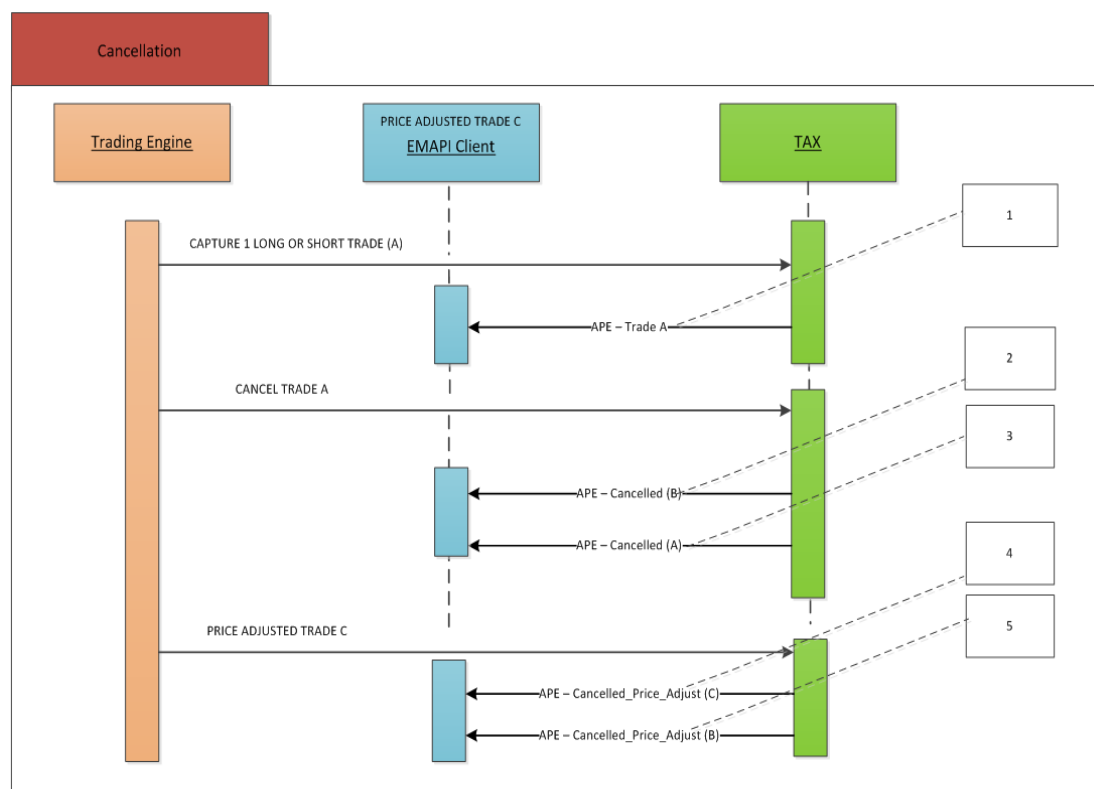 Cancellation
Trading Engine
PRICE ADJUSTED TRADE C
EMAPI Client
TAX
1
CAPTURE 1 LONG OR SHORT TRADE (A)
APE – Trade A
2
CANCEL TRADE A
3
APE – Cancelled (B)
APE – Cancelled (A)
4
PRICE ADJUSTED TRADE C
5
APE – Cancelled_Price_Adjust (C)
APE – Cancelled_Price_Adjust (B)